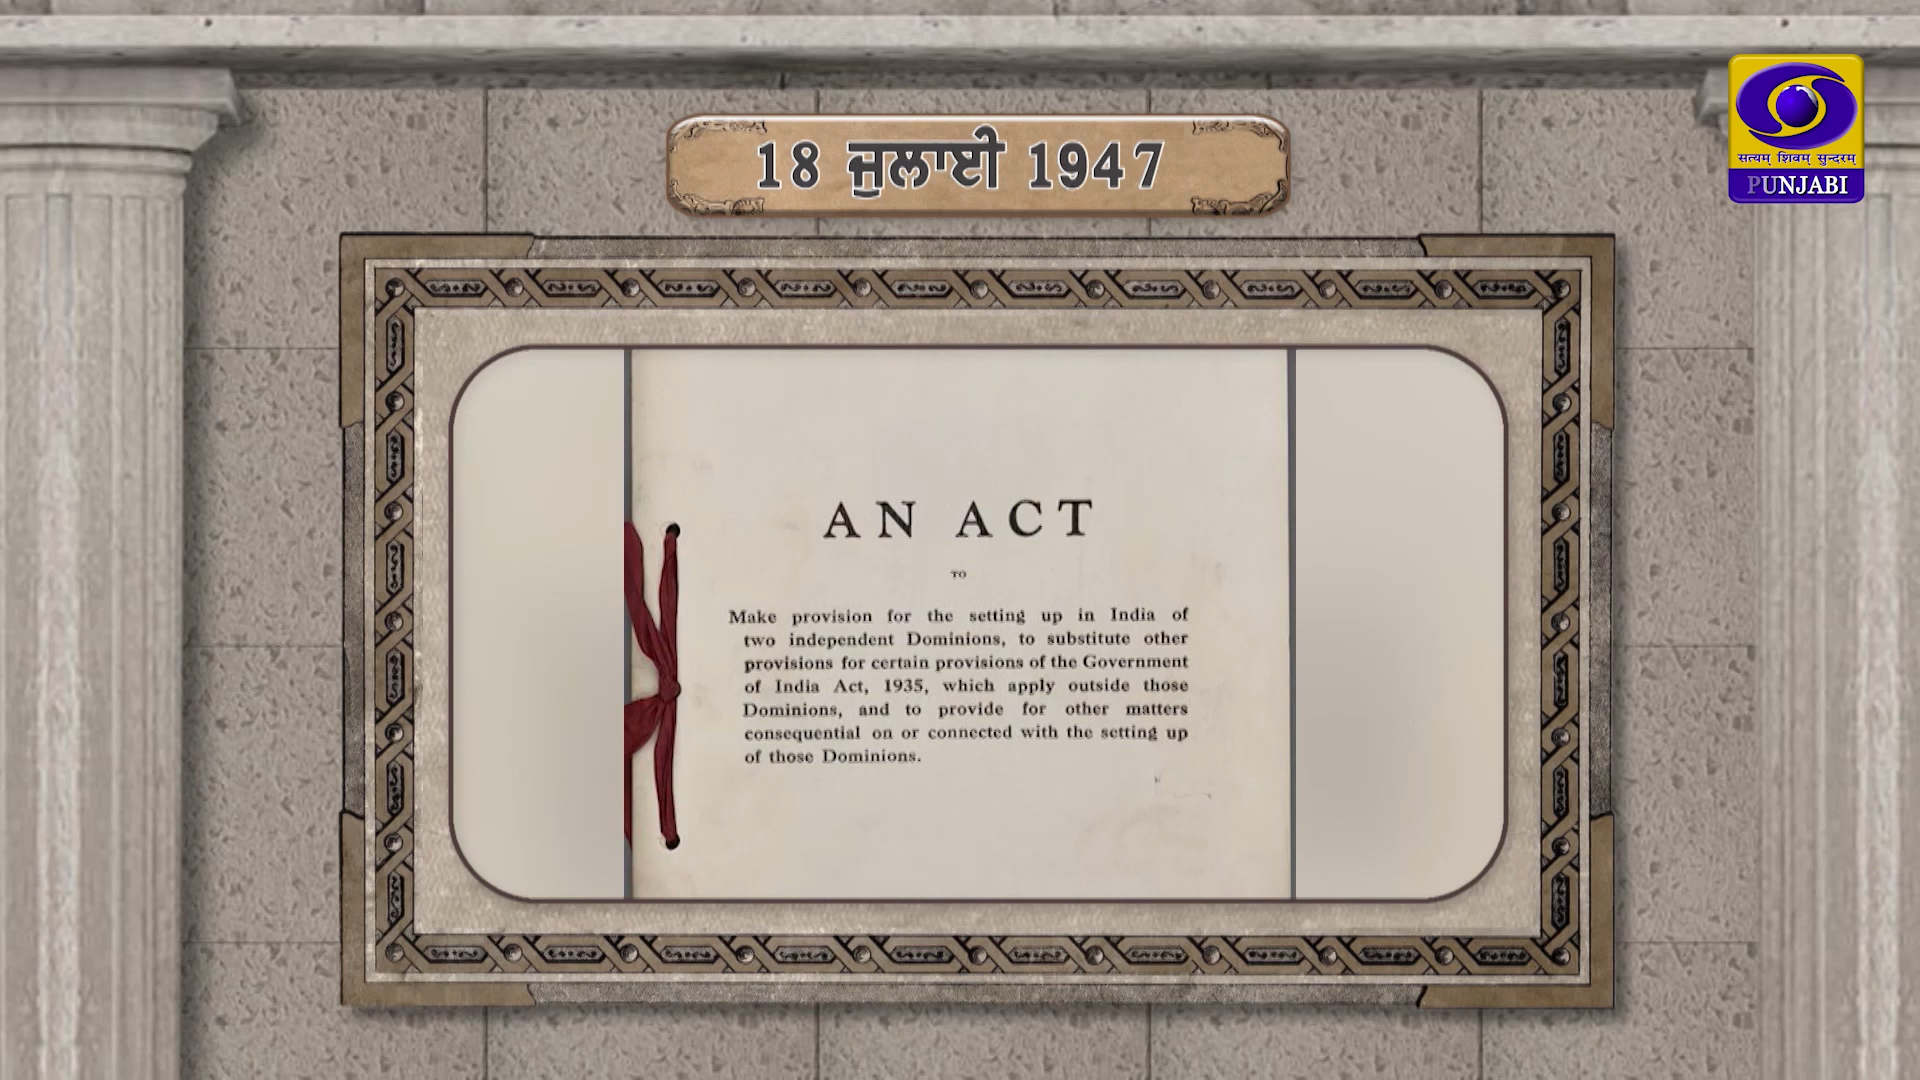 18 ਜੁਲਾਈ 1947
सत्यम् शिवम् सुन्दरम्
PUNJABI
AN ACT
TO
Make provision for the setting up in India of
two independent Dominions, to substitute other
provisions for certain provisions of the Government
of India Act, 1935, which apply outside those
Dominions, and to provide for other matters
consequential on or connected with the setting up
of those Dominions.